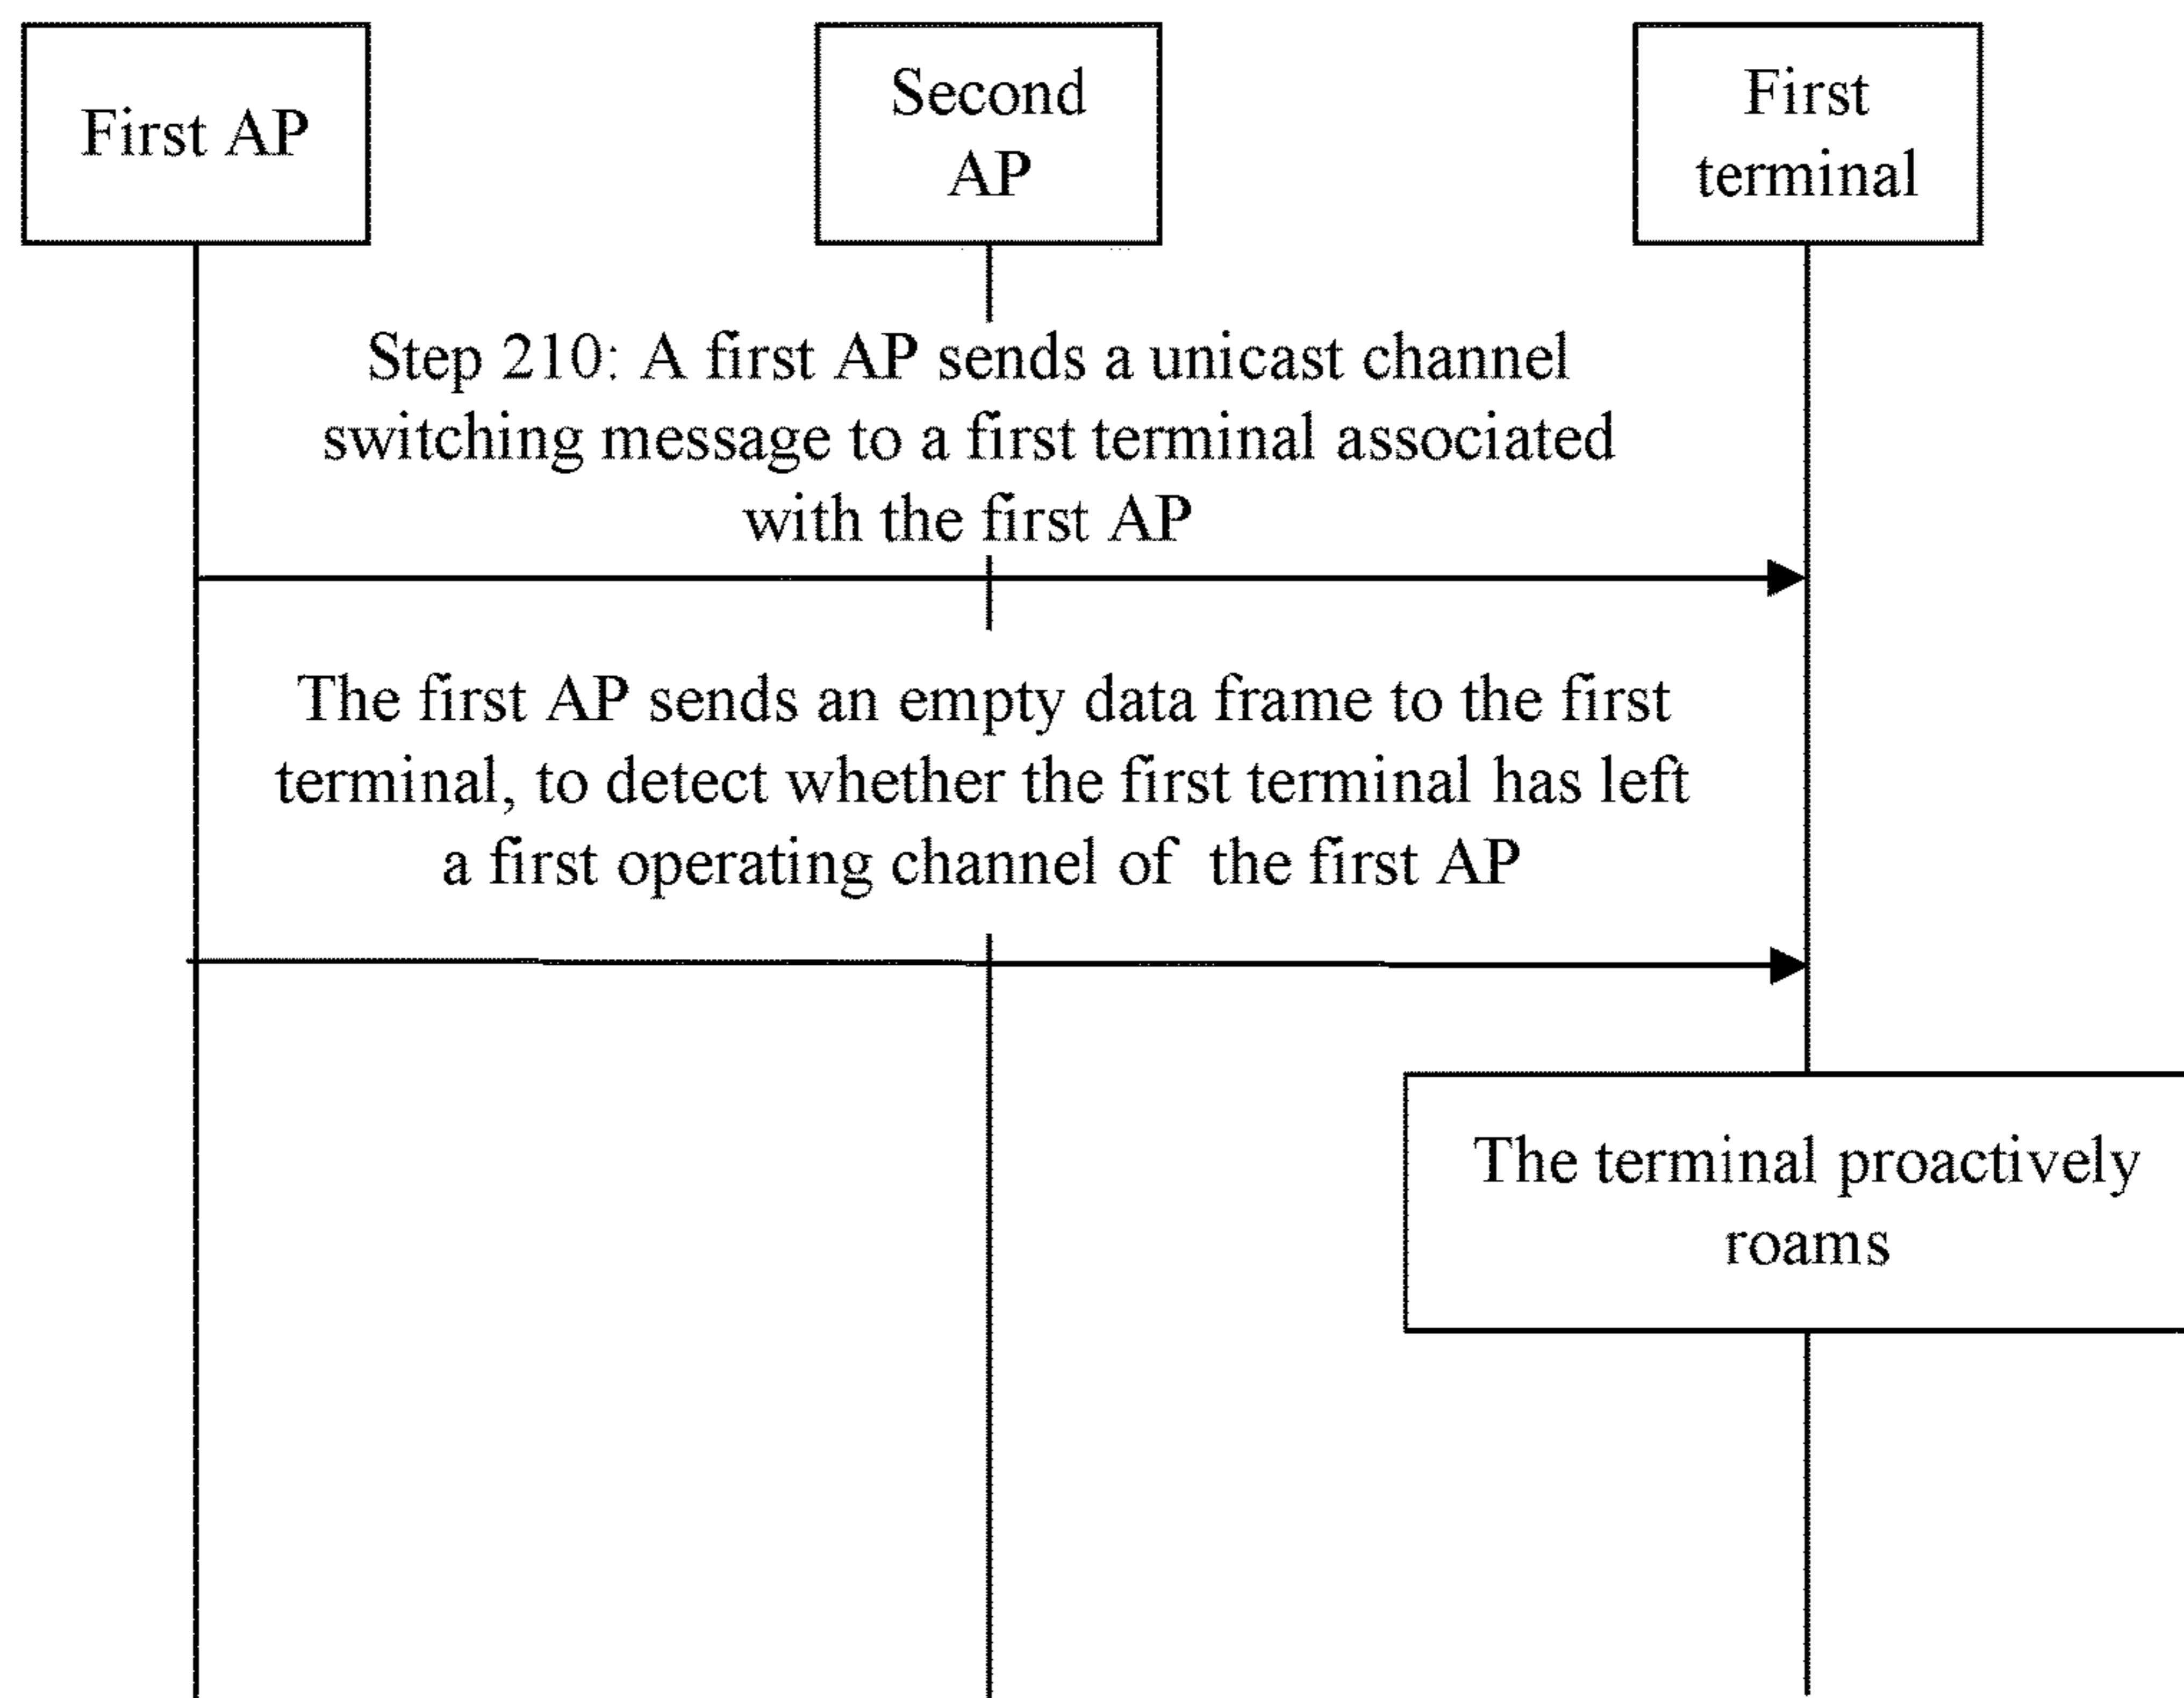 First AP
Second
AP
First
terminal
Step 210: A first AP sends a unicast channel
switching message to a first terminal associated
with the first AP
The first AP sends an empty data frame to the first
terminal, to detect whether the first terminal has left
a first operating channel of the first AP
The terminal proactively
roams